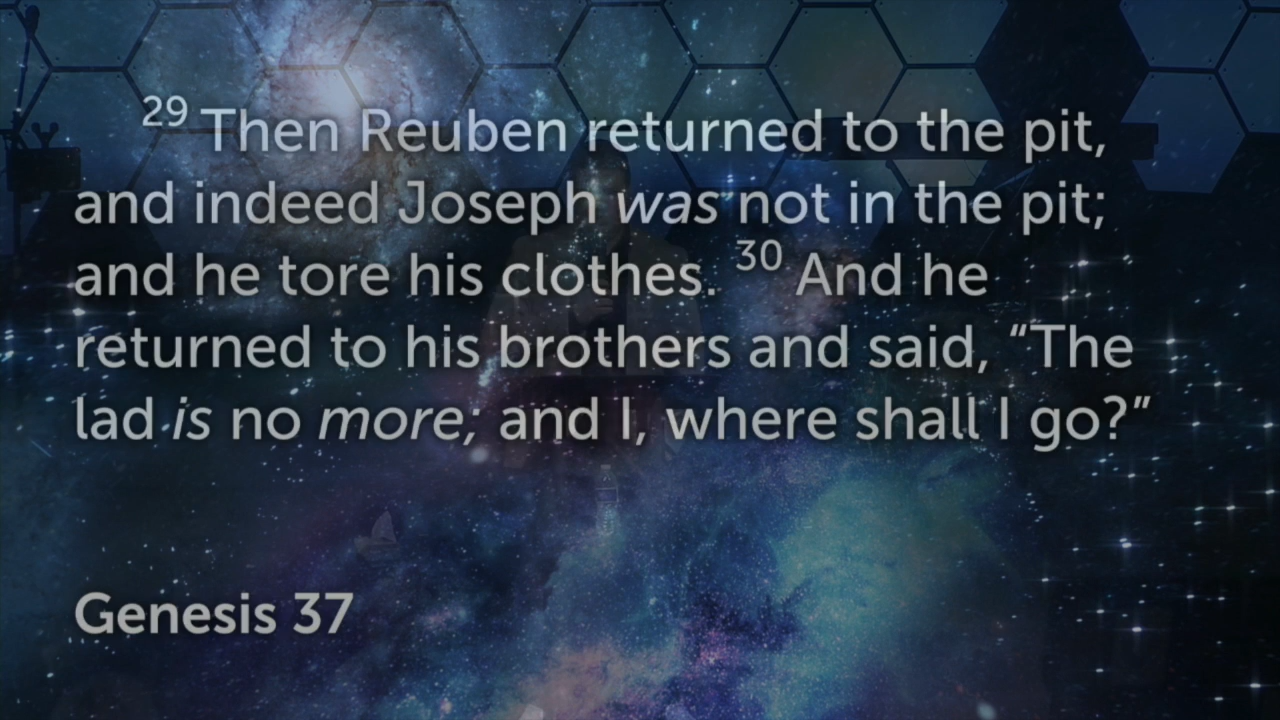 29 Then Reuben returned to the pit,
and indeed Joseph was not in the pit;
and he tore his clothes. 30 And he
returned to his brothers and said, “The
lad is no more; and I, where shall I go?”
Genesis 37